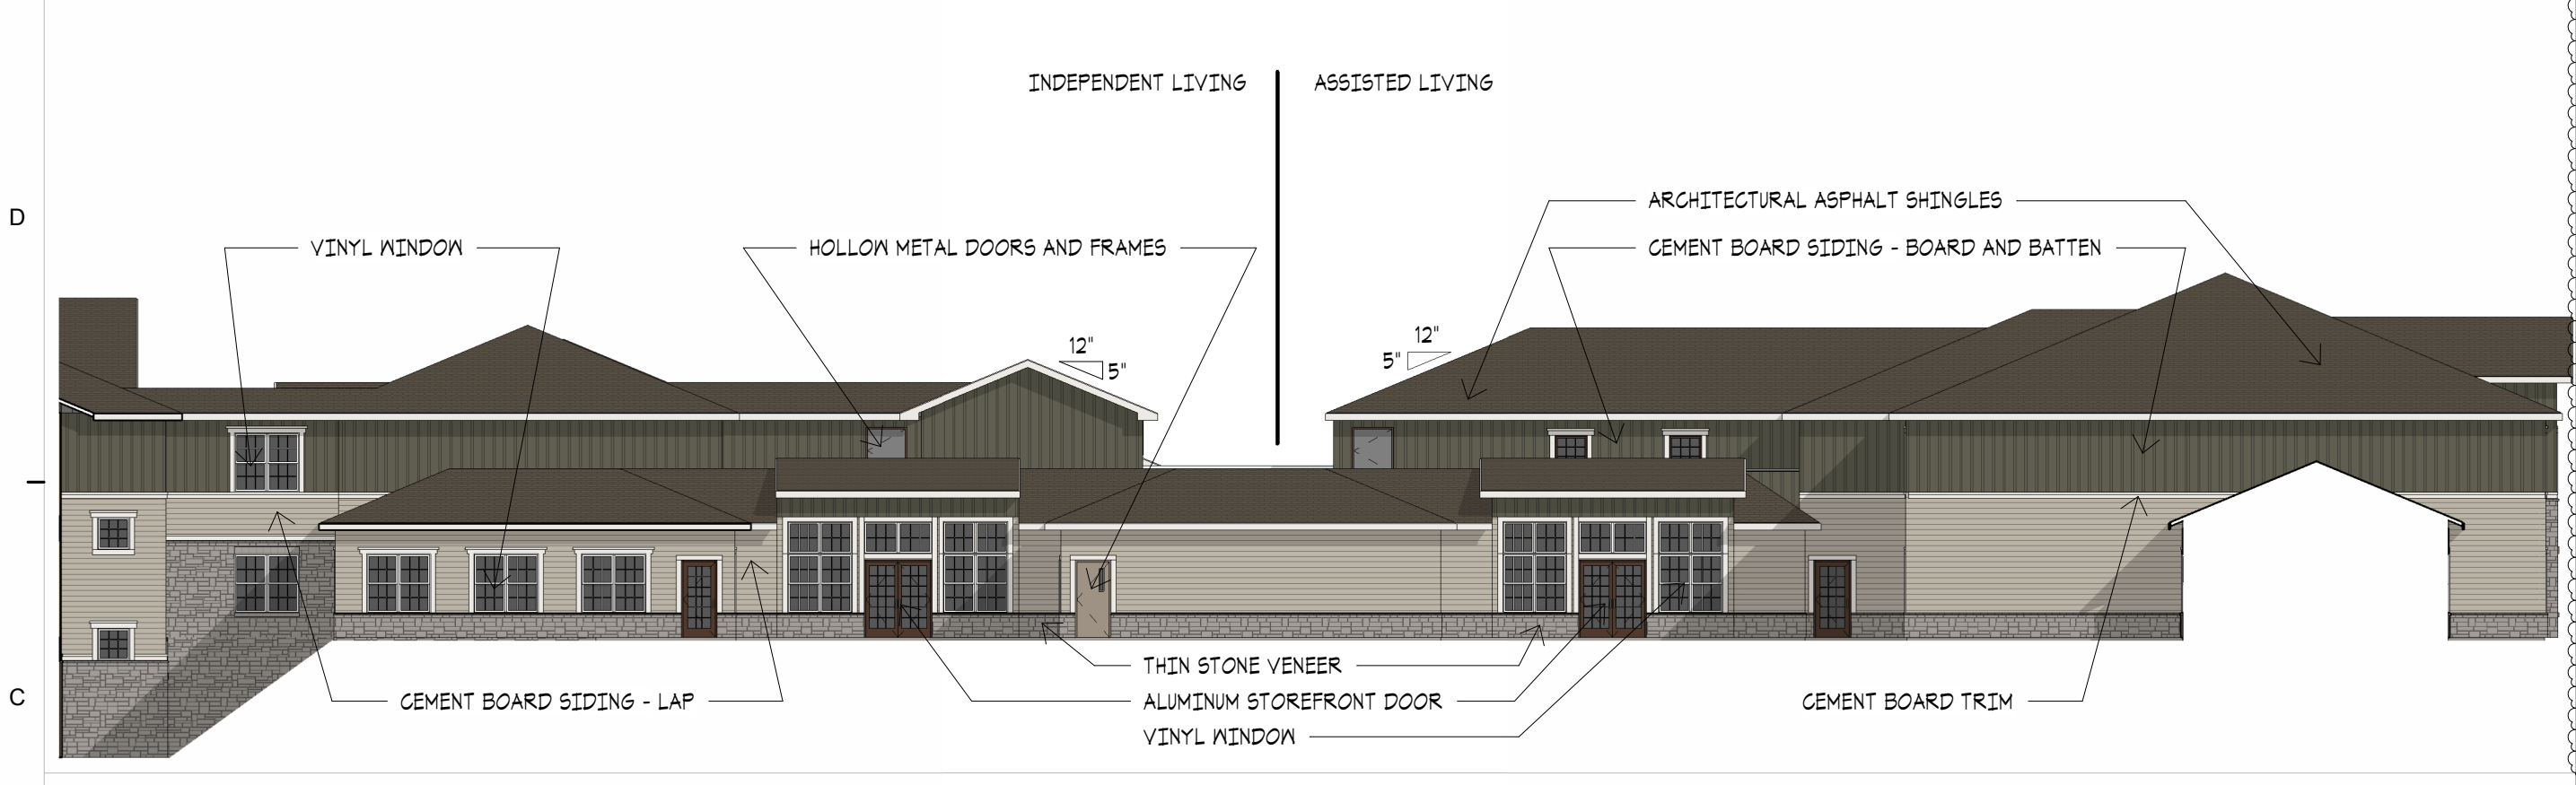 INDEPENDENT LIVING
ASSISTED LIVING
ARCHITECTURAL ASPHALT SHINGLES
D
VINYL WINDOW
HOLLOW METAL DOORS AND FRAMES
CEMENT BOARD SIDING - BOARD AND BATTEN
12"
5"
12"
5"
THIN STONE VENEER
C
CEMENT BOARD SIDING - LAP
ALUMINUM STOREFRONT DOOR
CEMENT BOARD TRIM
VINYL WINDOW